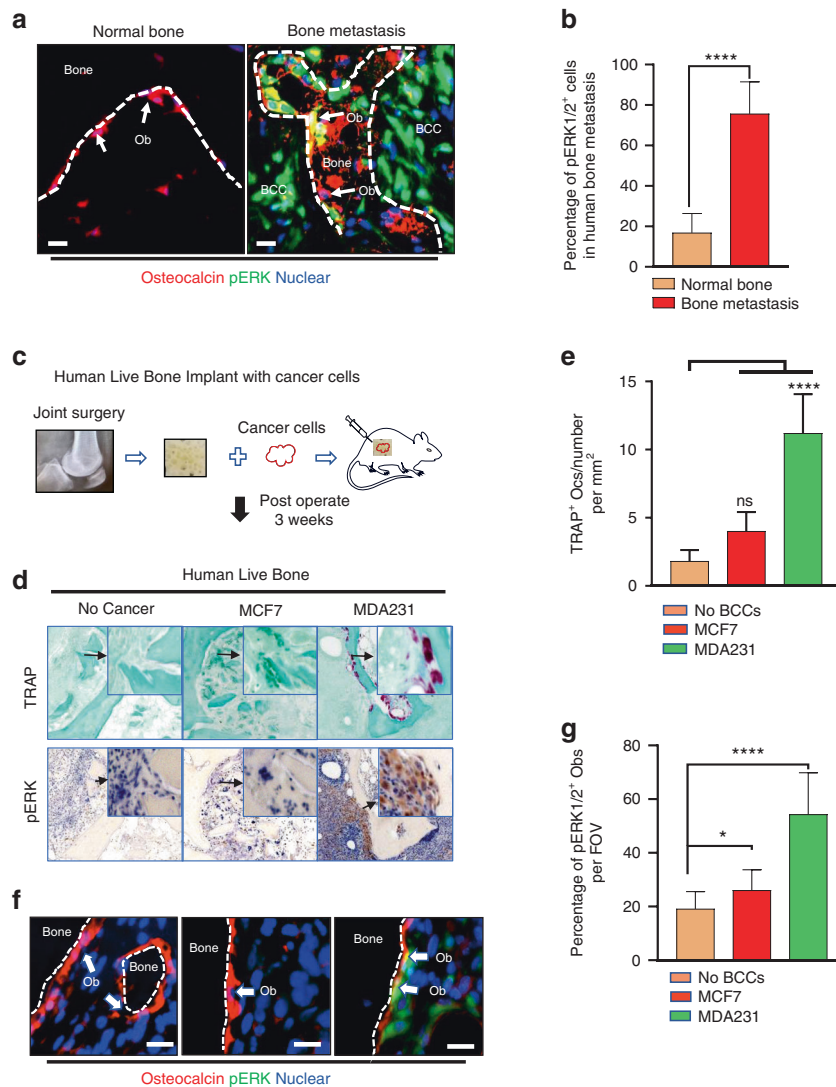 a
Normal bone
Bone metastasis
Bone
Ob
Ob
BCC
Bone
BCC
Ob
Osteocalcin pERK Nuclear
b
Percentage of pERK1/2+ cells
in human bone metastasis
100
80
60
40
20
0
****
Normal bone
Bone metastasis
c
Human Live Bone Implant with cancer cells
Joint surgery
Cancer cells
Post operate
3 weeks
d
Human Live Bone
No Cancer
MCF7
MDA231
TRAP
pERK
e
TRAP+ Ocs/number
per mm2
15
10
5
0
ns
****
No BCCs
MCF7
MDA231
f
Bone
Bone
Ob
Bone
Ob
Bone
Ob
Ob
Osteocalcin pERK Nuclear
g
Percentage of pERK1/2+ Obs
per FOV
80
60
40
20
0
****
*
No BCCs
MCF7
MDA231